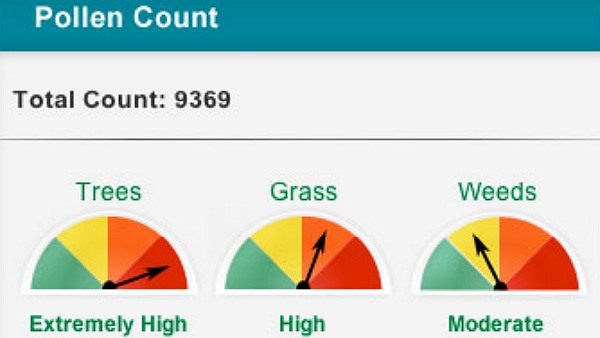 Pollen Count
Total Count: 9369
Trees Grass Weeds
Extremely High High Moderate